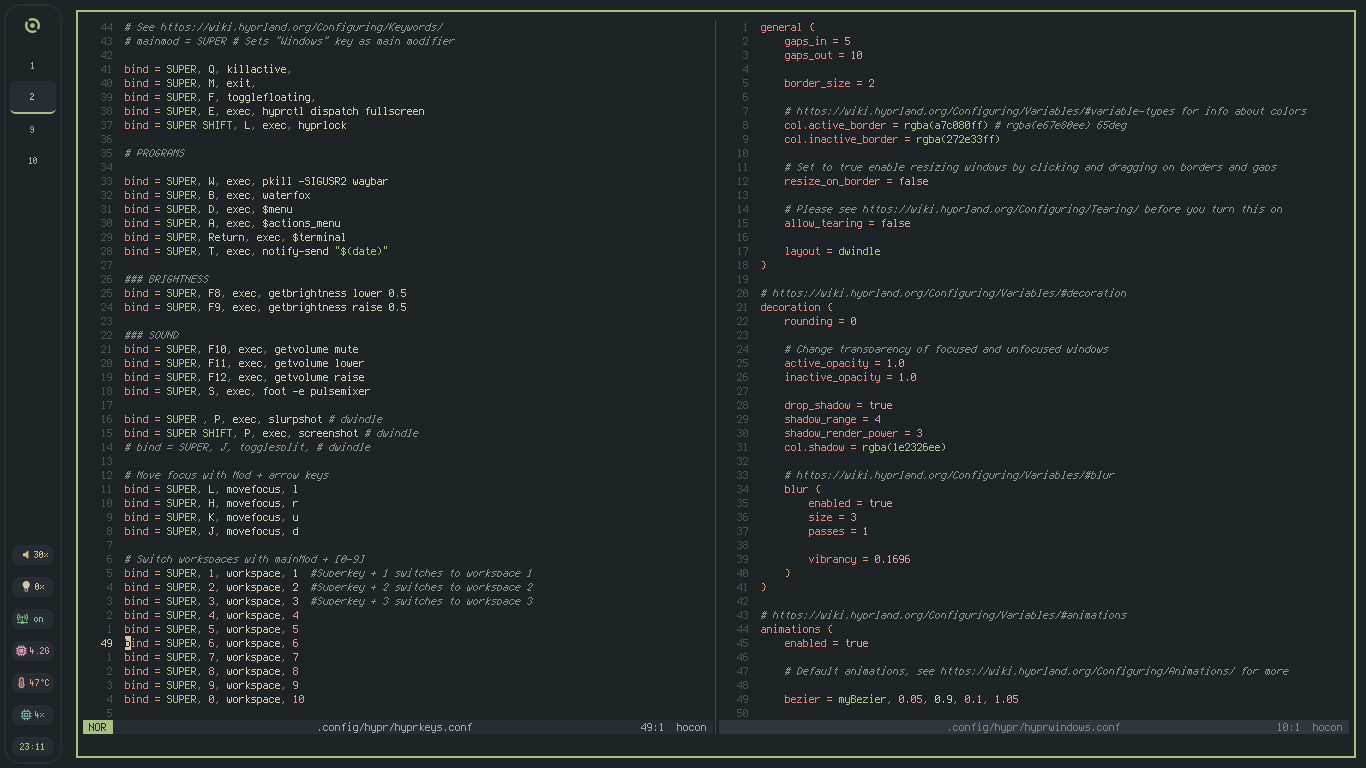 1
2
9
10
30%
0%
on
4.26
47°C
4%
23:11
44 # See https://wiki.hyprland.org/Configuring/Keywords/
43 # mainmod = SUPER # Sets "Windows" key as main modifier
42
41 bind = SUPER, Q, killactive,
40 bind = SUPER, M, exit,
39 bind = SUPER, F, togglefloating,
38 bind = SUPER, E, exec, hyprctl dispatch fullscreen
37 bind = SUPER SHIFT, L, exec, hyprlock
36
35 # PROGRAMS
34
33 bind = SUPER, W, exec, pkill -SIGUSR2 waybar
32 bind = SUPER, B, exec, waterfox
31 bind = SUPER, D, exec, $menu
30 bind = SUPER, A, exec, $actions_menu
29 bind = SUPER, Return, exec, $terminal
28 bind = SUPER, T, exec, notify-send "$(date)"
27
26 ### BRIGHTNESS
25 bind = SUPER, F8, exec, getbrightness lower 0.5
24 bind = SUPER, F9, exec, getbrightness raise 0.5
23
22 ### SOUND
21 bind = SUPER, F10, exec, getvolume mute
20 bind = SUPER, F11, exec, getvolume lower
19 bind = SUPER, F12, exec, getvolume raise
18 bind = SUPER, S, exec, foot -e pulsemixer
17
16 bind = SUPER , P, exec, slurpshot # dwindle
15 bind = SUPER SHIFT, P, exec, screenshot # dwindle
14 # bind = SUPER, J, togglesplit, # dwindle
13
12 # Move focus with Mod + arrow keys
11 bind = SUPER, L, movefocus, l
10 bind = SUPER, H, movefocus, r
9 bind = SUPER, K, movefocus, u
8 bind = SUPER, J, movefocus, d
7
6 # Switch workspaces with mainMod + [0-9]
5 bind = SUPER, 1, workspace, 1 #Superkey + 1 switches to workspace 1
4 bind = SUPER, 2, workspace, 2 #Superkey + 2 switches to workspace 2
3 bind = SUPER, 3, workspace, 3 #Superkey + 3 switches to workspace 3
2 bind = SUPER, 4, workspace, 4
1 bind = SUPER, 5, workspace, 5
49 bind = SUPER, 6, workspace, 6
1 bind = SUPER, 7, workspace, 7
2 bind = SUPER, 8, workspace, 8
3 bind = SUPER, 9, workspace, 9
4 bind = SUPER, 0, workspace, 10
5
NOR .config/hypr/hyprkeys.conf 49:1 hocon
1 general {
2 gaps_in = 5
3 gaps_out = 10
4
5 border_size = 2
6
7 # https://wiki.hyprland.org/Configuring/Variables/#variable-types for info about colors
8 col.active_border = rgba(a7c080ff) # rgba(e67e80ee) 65deg
9 col.inactive_border = rgba(272e33ff)
10
11 # Set to true enable resizing windows by clicking and dragging on borders and gaps
12 resize_on_border = false
13
14 # Please see https://wiki.hyprland.org/Configuring/Tearing/ before you turn this on
15 allow_tearing = false
16
17 layout = dwindle
18 }
19
20 # https://wiki.hyprland.org/Configuring/Variables/#decoration
21 decoration {
22 rounding = 0
23
24 # Change transparency of focused and unfocused windows
25 active_opacity = 1.0
26 inactive_opacity = 1.0
27
28 drop_shadow = true
29 shadow_range = 4
30 shadow_render_power = 3
31 col.shadow = rgba(1e2326ee)
32
33 # https://wiki.hyprland.org/Configuring/Variables/#blur
34 blur {
35 enabled = true
36 size = 3
37 passes = 1
38
39 vibrancy = 0.1696
40 }
41 }
42
43 # https://wiki.hyprland.org/Configuring/Variables/#animations
44 animations {
45 enabled = true
46
47 # Default animations, see https://wiki.hyprland.org/Configuring/Animations/ for more
48
49 bezier = myBezier, 0.05, 0.9, 0.1, 1.05
50
.config/hypr/hyprwindows.conf 10:1 hocon